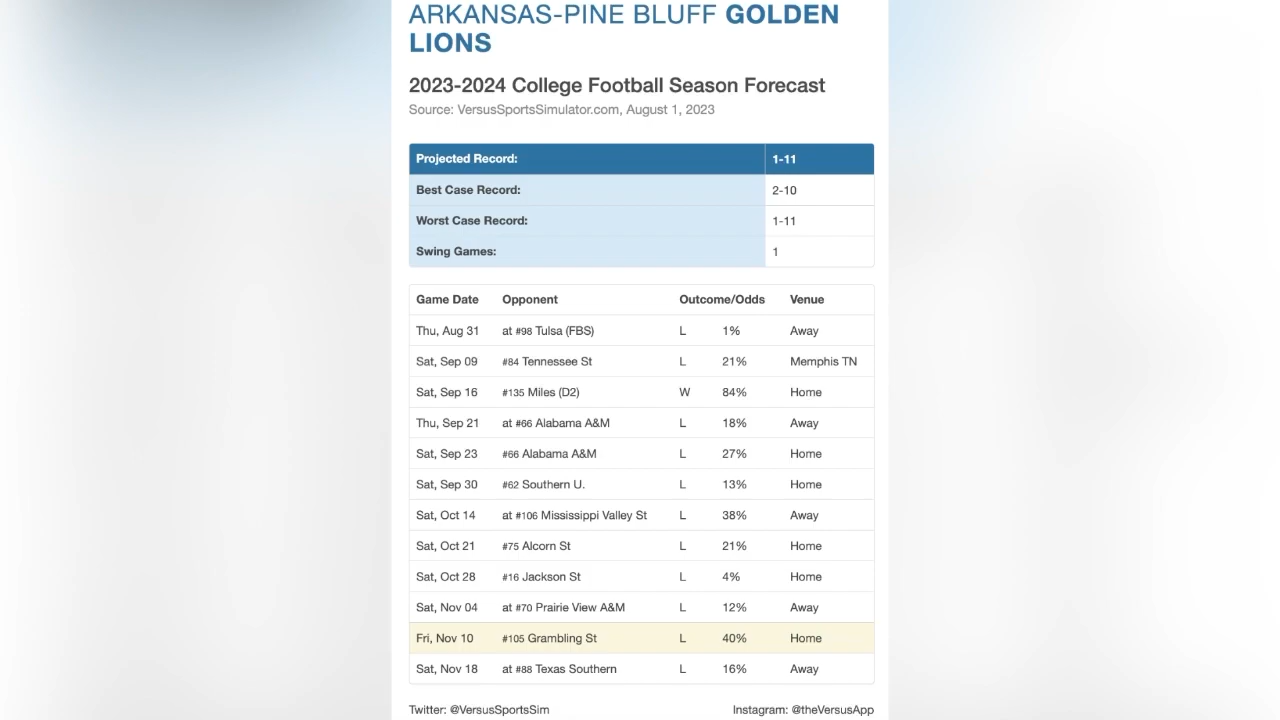 ARKANSAS-PINE BLUFF GOLDEN
LIONS
2023-2024 College Football Season Forecast
Source: VersusSportsSimulator.com, August 1, 2023
Projected Record: 1-11
Best Case Record: 2-10
Worst Case Record: 1-11
Swing Games: 1
Game Date Opponent Outcome/Odds Venue
Thu, Aug 31 at #98 Tulsa (FBS) L 1% Away
Sat, Sep 09 #84 Tennessee St L 21% Memphis TN
Sat, Sep 16 #135 Miles (D2) W 84% Home
Thu, Sep 21 at #66 Alabama A&M L 18% Away
Sat, Sep 23 #66 Alabama A&M L 27% Home
Sat, Sep 30 #62 Southern U. L 13% Home
Sat, Oct 14 at #106 Mississippi Valley St L 38% Away
Sat, Oct 21 #75 Alcorn St L 21% Home
Sat, Oct 28 #16 Jackson St L 4% Home
Sat, Nov 04 at #70 Prairie View A&M L 12% Away
Fri, Nov 10 #105 Grambling St L 40% Home
Sat, Nov 18 at #88 Texas Southern L 16% Away
Twitter: @VersusSportsSim Instagram: @theVersusApp